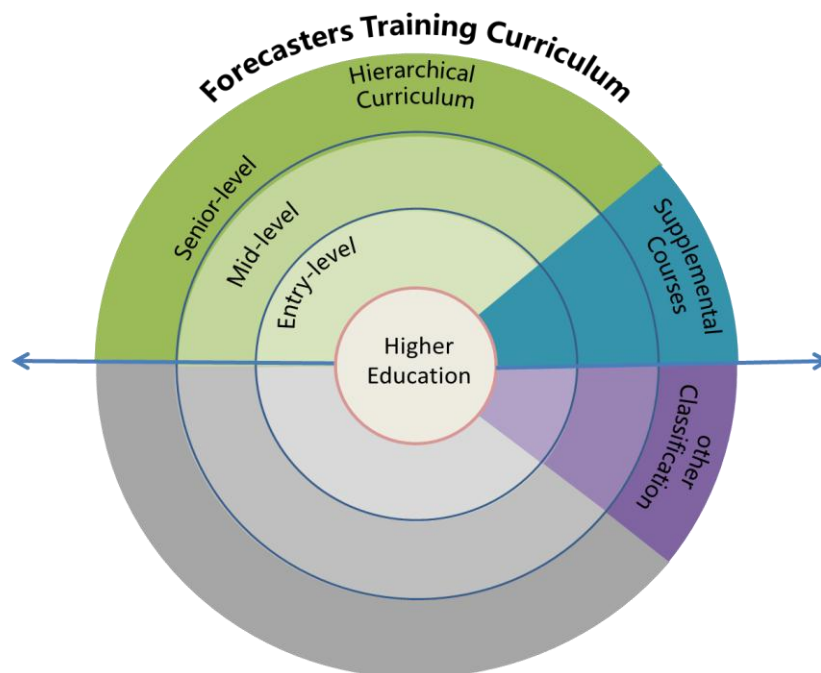 Forecasters Training Curriculum
Hierarchical
Curriculum
Senior-level
Mid-level
Entry-level
Supplemental
Courses
Higher
Education
other
Classification